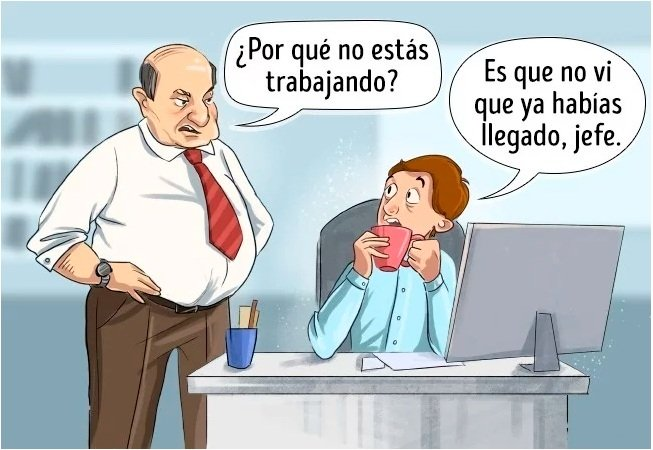 ¿Por qué no estás
trabajando?
Es que no vi
que ya habías
llegado, jefe.